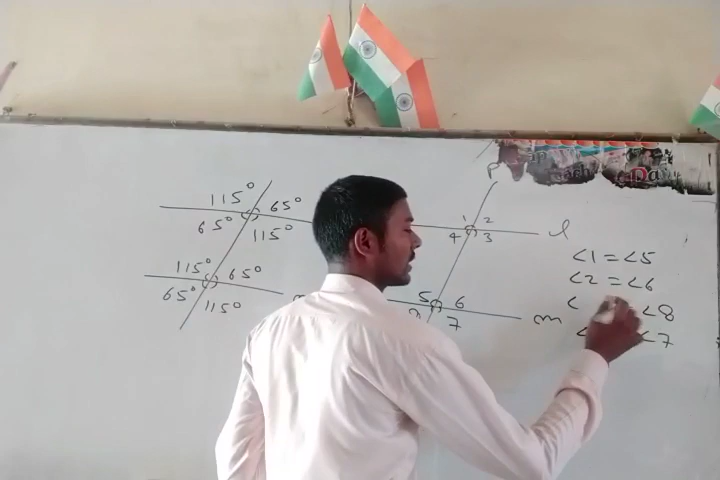 115° 65°
65° 115°
115° 65°
65° 115°
P
1 2
4 3
l
5 6
7
m
∠1 = ∠5
∠2 = ∠6
∠ ∠8
∠7